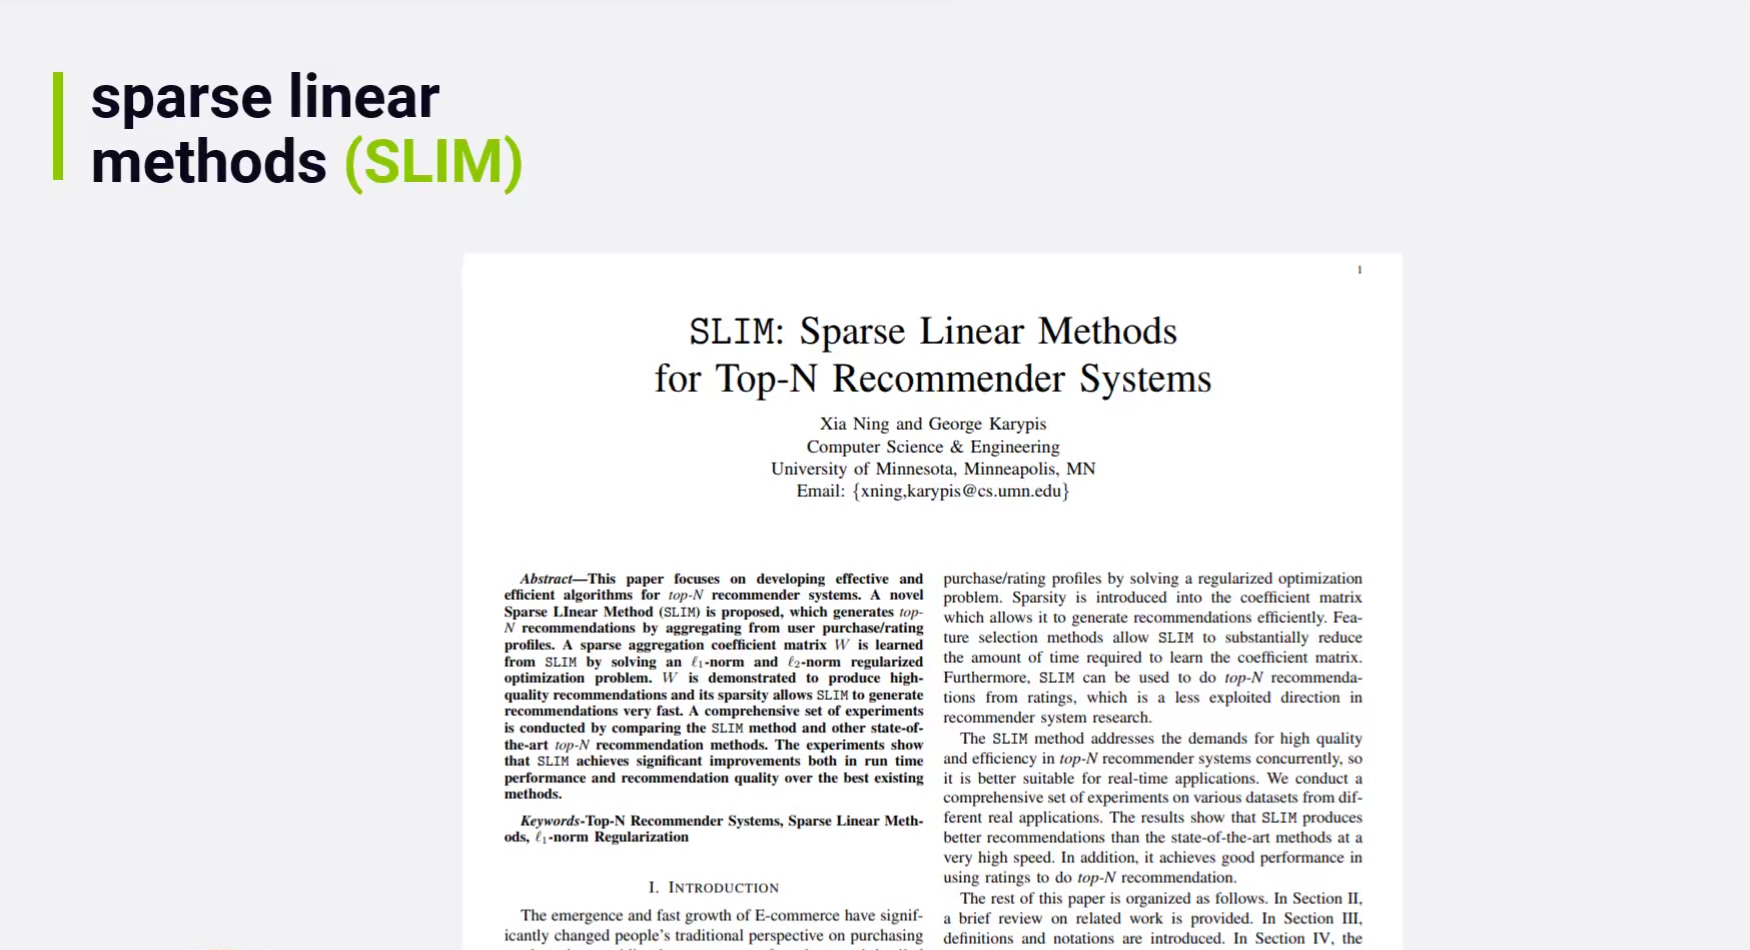 sparse linear
methods (SLIM)
1
SLIM: Sparse Linear Methods
for Top-N Recommender Systems
Xia Ning and George Karypis
Computer Science & Engineering
University of Minnesota, Minneapolis, MN
Email: {xning,karypis@cs.umn.edu}
Abstract—This paper focuses on developing effective and
efficient algorithms for top-N recommender systems. A novel
Sparse LInear Method (SLIM) is proposed, which generates top-
N recommendations by aggregating from user purchase/rating
profiles. A sparse aggregation coefficient matrix W is learned
from SLIM by solving an ℓ1-norm and ℓ2-norm regularized
optimization problem. W is demonstrated to produce high-
quality recommendations and its sparsity allows SLIM to generate
recommendations very fast. A comprehensive set of experiments
is conducted by comparing the SLIM method and other state-of-
the-art top-N recommendation methods. The experiments show
that SLIM achieves significant improvements both in run time
performance and recommendation quality over the best existing
methods.
Keywords-Top-N Recommender Systems, Sparse Linear Meth-
ods, ℓ1-norm Regularization
I. INTRODUCTION
The emergence and fast growth of E-commerce have signif-
icantly changed people's traditional perspective on purchasing
purchase/rating profiles by solving a regularized optimization
problem. Sparsity is introduced into the coefficient matrix
which allows it to generate recommendations efficiently. Fea-
ture selection methods allow SLIM to substantially reduce
the amount of time required to learn the coefficient matrix.
Furthermore, SLIM can be used to do top-N recommenda-
tions from ratings, which is a less exploited direction in
recommender system research.
The SLIM method addresses the demands for high quality
and efficiency in top-N recommender systems concurrently, so
it is better suitable for real-time applications. We conduct a
comprehensive set of experiments on various datasets from dif-
ferent real applications. The results show that SLIM produces
better recommendations than the state-of-the-art methods at a
very high speed. In addition, it achieves good performance in
using ratings to do top-N recommendation.
The rest of this paper is organized as follows. In Section II,
a brief review on related work is provided. In Section III,
definitions and notations are introduced. In Section IV, the